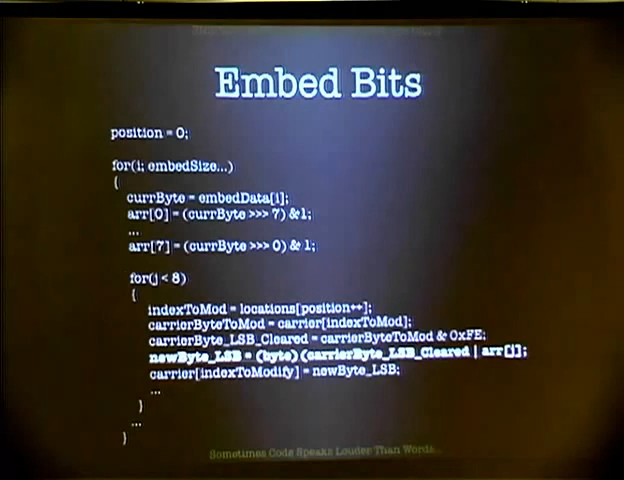 Embed Bits
position = 0;
for(i; embedSize...)
{
currByte = embedData[i];
arr[0] = (currByte >>> 7) & 1;
...
arr[7] = (currByte >>> 0) & 1;
for(j < 8)
{
indexToMod = locations[position++];
carrierByteToMod = carrier[indexToMod];
carrierByte_LSB_Cleared = carrierByteToMod & 0xFE;
newByte_LSB = (byte) (carrierByte_LSB_Cleared | arr[j];
carrier[indexToModify] = newByte_LSB;
...
}
...
}
Sometimes Code Speaks Louder Than Words...